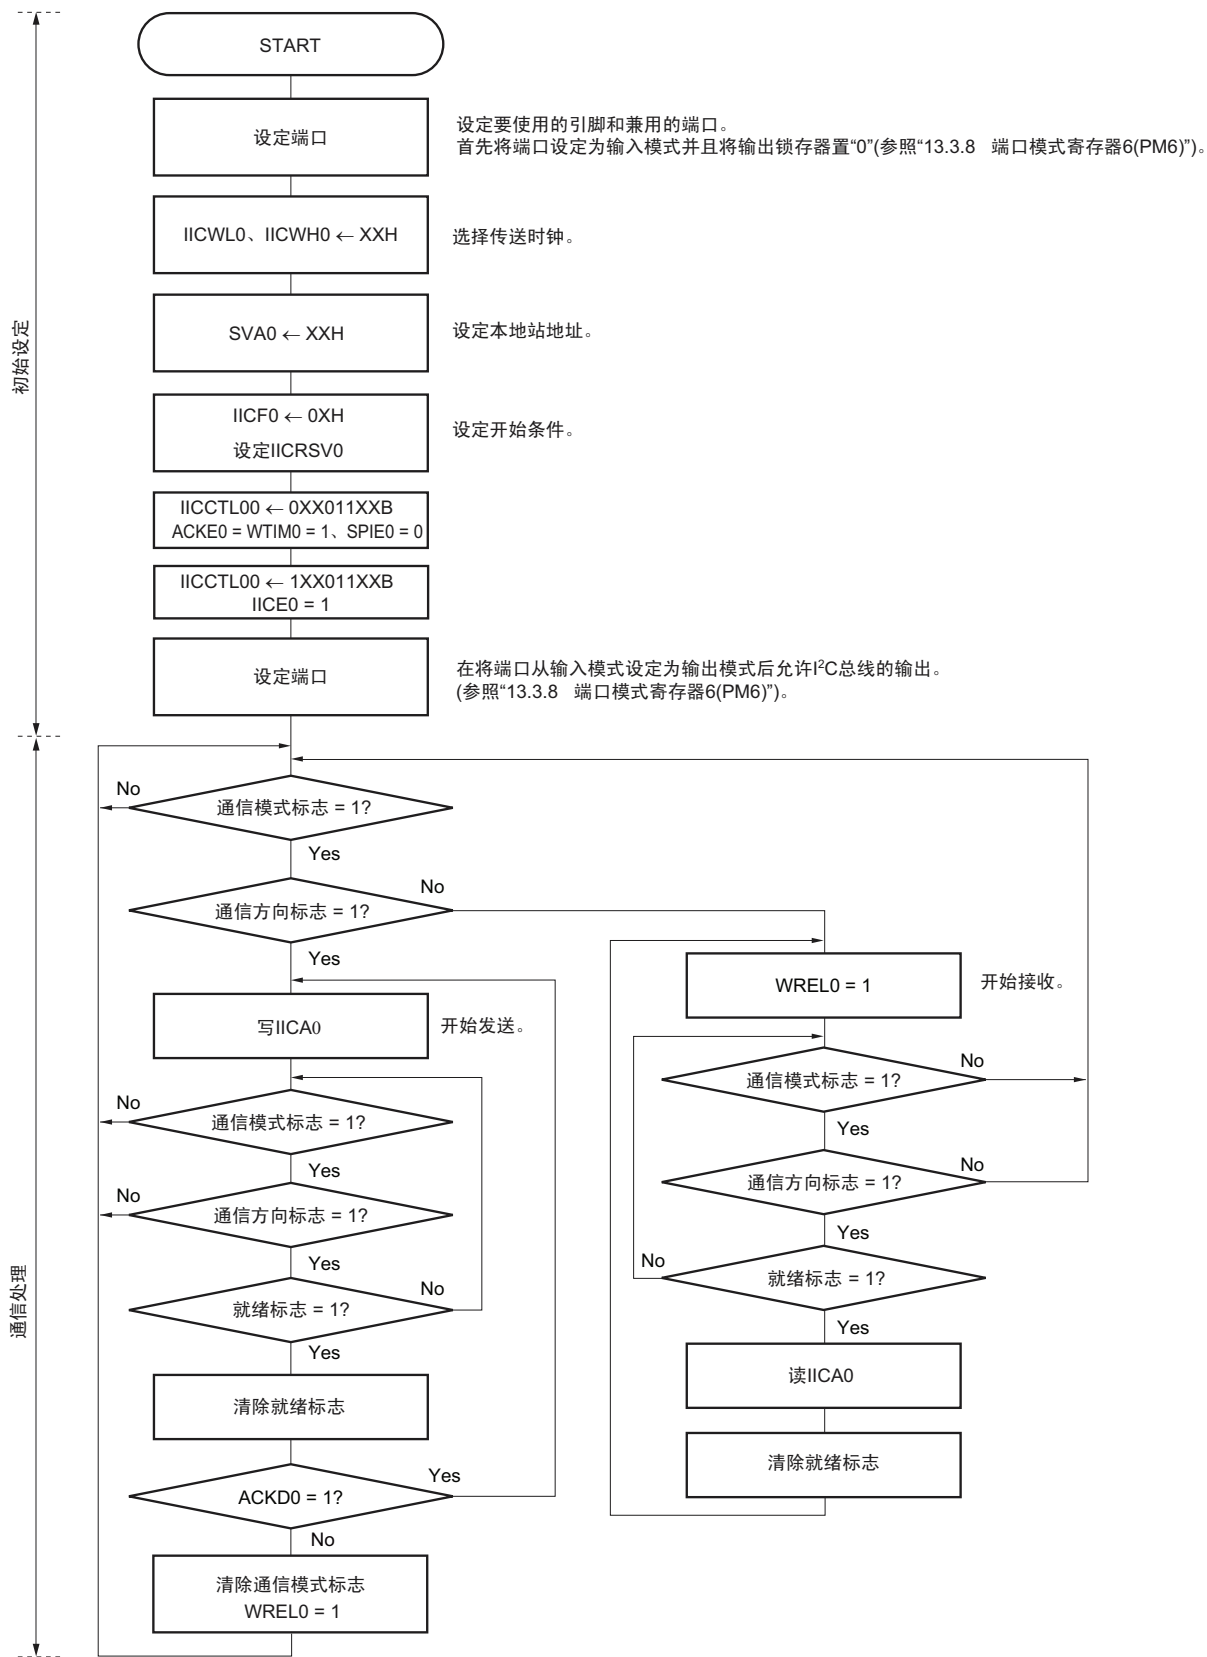 START
设定端口
设定要使用的引脚和兼用的端口。
首先将端口设定为输入模式并且将输出锁存器置“0”(参照“13.3.8 端口模式寄存器6(PM6)”)。
IICWL0、IICWH0 ← XXH
选择传送时钟。
SVA0 ← XXH
设定本地站地址。
初始设定
IICF0 ← 0XH
设定IICRSV0
设定开始条件。
IICCTL00 ← 0XX011XXB
ACKE0 = WTIM0 = 1、SPIE0 = 0
IICCTL00 ← 1XX011XXB
IICE0 = 1
设定端口
在将端口从输入模式设定为输出模式后允许I²C总线的输出。
(参照“13.3.8 端口模式寄存器6(PM6)”)。
No
通信模式标志 = 1?
Yes
No
通信方向标志 = 1?
Yes
写IICA0
开始发送。
No
通信模式标志 = 1?
Yes
No
通信方向标志 = 1?
Yes
No
就绪标志 = 1?
Yes
清除就绪标志
Yes
ACKD0 = 1?
No
清除通信模式标志
WREL0 = 1
通信处理
WREL0 = 1
开始接收。
No
通信模式标志 = 1?
Yes
No
通信方向标志 = 1?
Yes
No
就绪标志 = 1?
Yes
读IICA0
清除就绪标志